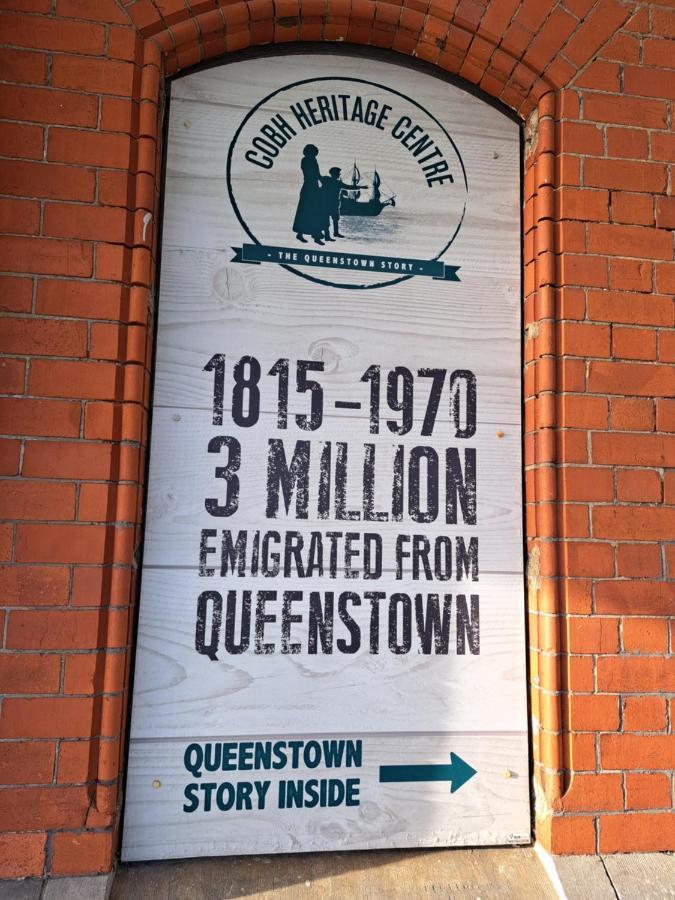 COBH HERITAGE CENTRE
- THE QUEENSTOWN STORY -
1815-1970
3 MILLION
EMIGRATED FROM
QUEENSTOWN
QUEENSTOWN
STORY INSIDE